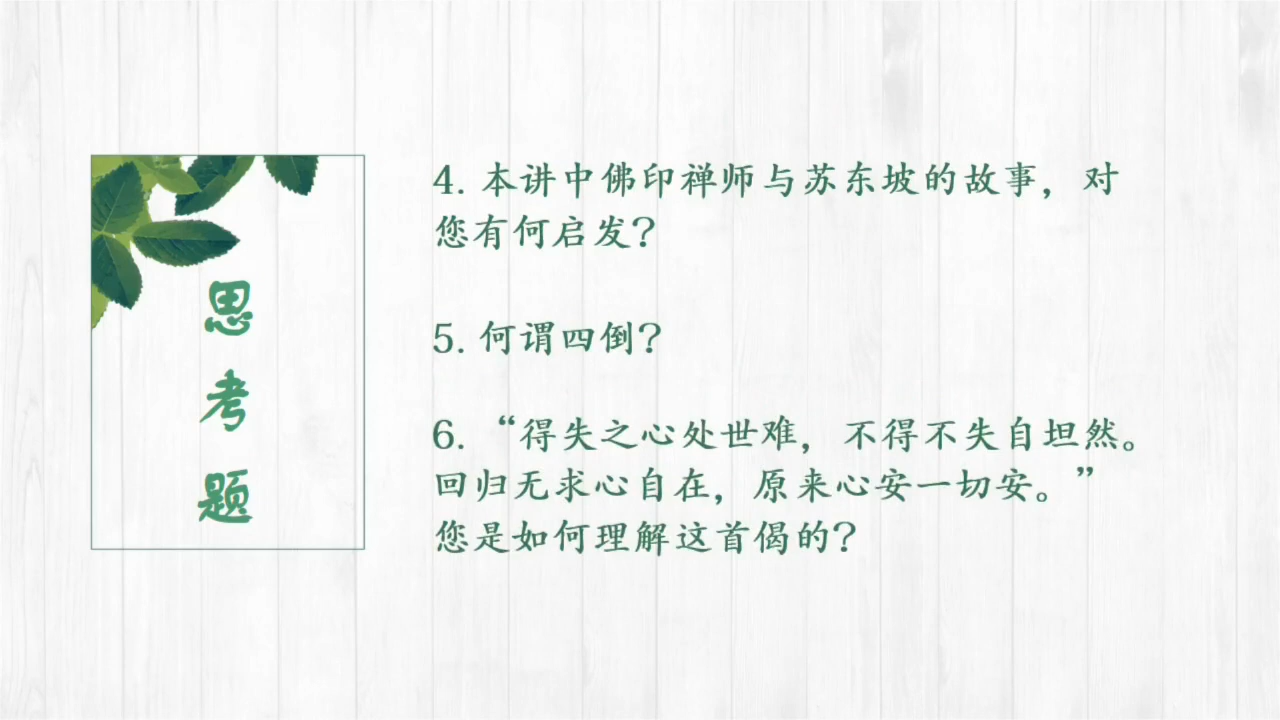 思考题
4. 本讲中佛印禅师与苏东坡的故事，对
您有何启发？
5. 何谓四倒？
6. “得失之心处世难，不得不失自坦然。
回归无求心自在，原来心安一切安。”
您是如何理解这首偈的？